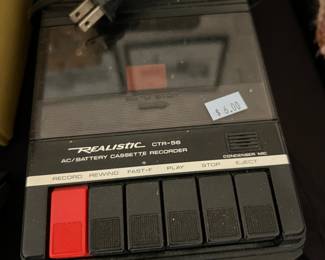 $ 6.00
REALISTIC CTR-56
AC/BATTERY CASSETTE RECORDER
CONDENSER MIC
RECORD REWIND FAST-F PLAY STOP EJECT